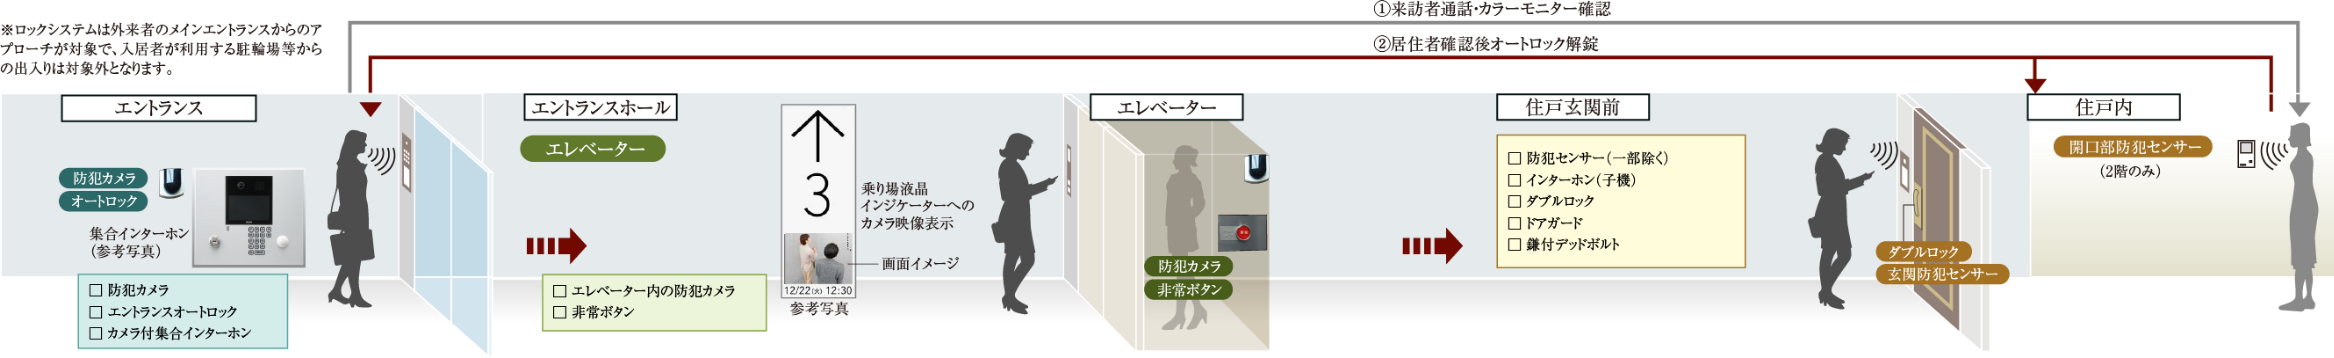 ①来訪者通話・カラーモニター確認
②居住者確認後オートロック解錠
※ロックシステムは外来者のメインエントランスからのア
プローチが対象で、入居者が利用する駐輪場等から
の出入りは対象外となります。
エントランス
防犯カメラ
オートロック
集合インターホン
（参考写真）
□ 防犯カメラ
□ エントランスオートロック
□ カメラ付集合インターホン
エントランスホール
エレベーター
3
12/22(火) 12:30
参考写真
乗り場液晶
インジケーターへの
カメラ映像表示
画面イメージ
□ エレベーター内の防犯カメラ
□ 非常ボタン
エレベーター
防犯カメラ
非常ボタン
住戸玄関前
□ 防犯センサー（一部除く）
□ インターホン（子機）
□ ダブルロック
□ ドアガード
□ 鎌付デッドボルト
ダブルロック
玄関防犯センサー
住戸内
開口部防犯センサー
（2階のみ）